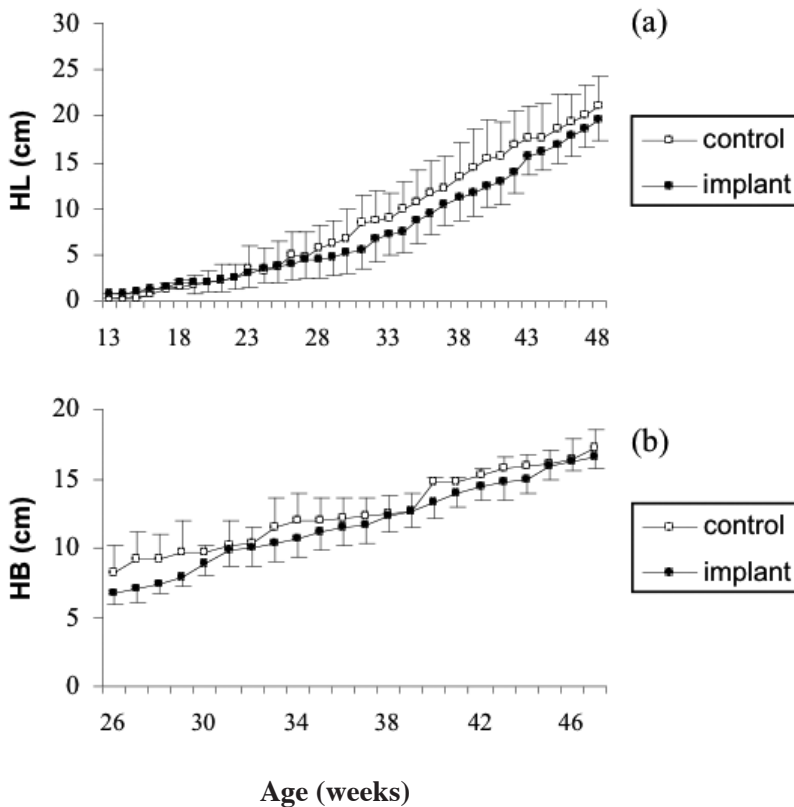 (a)
HL (cm)
30
25
20
15
10
5
0
13 18 23 28 33 38 43 48
control
implant
(b)
HB (cm)
20
15
10
5
0
26 30 34 38 42 46
control
implant
Age (weeks)